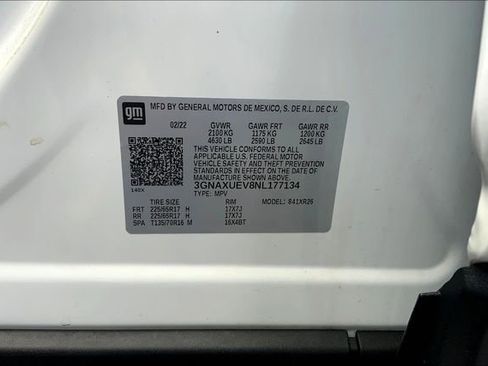 gm MFD BY GENERAL MOTORS DE MEXICO, S. DE R.L. DE C.V.
02/22 GVWR GAWR FRT GAWR RR
2100 KG 1175 KG 1200 KG
4630 LB 2590 LB 2645 LB
THIS VEHICLE CONFORMS TO ALL
APPLICABLE U.S. FEDERAL MOTOR
VEHICLE SAFETY AND THEFT PREVENTION
STANDARDS IN EFFECT ON THE DATE OF
MANUFACTURE SHOWN ABOVE.
3GNAXUEV8NL177134
TYPE: MPV
TIRE SIZE RIM MODEL: 841XR26
FRT 225/65R17 H 17X7J
RR 225/65R17 H 17X7J
SPA T135/70R16 M 16X4BT